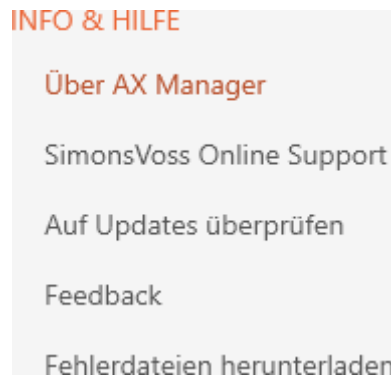 INFO & HILFE
Über AX Manager
SimonsVoss Online Support
Auf Updates überprüfen
Feedback
Fehlerdateien herunterladen